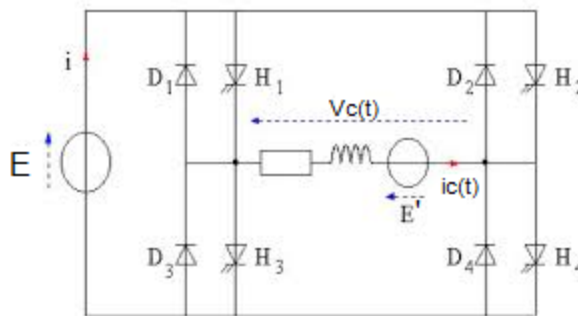 i D₁ H₁ D₂ H₂
Vc(t)
E
E' ic(t)
D₃ H₃ D₄ H₄